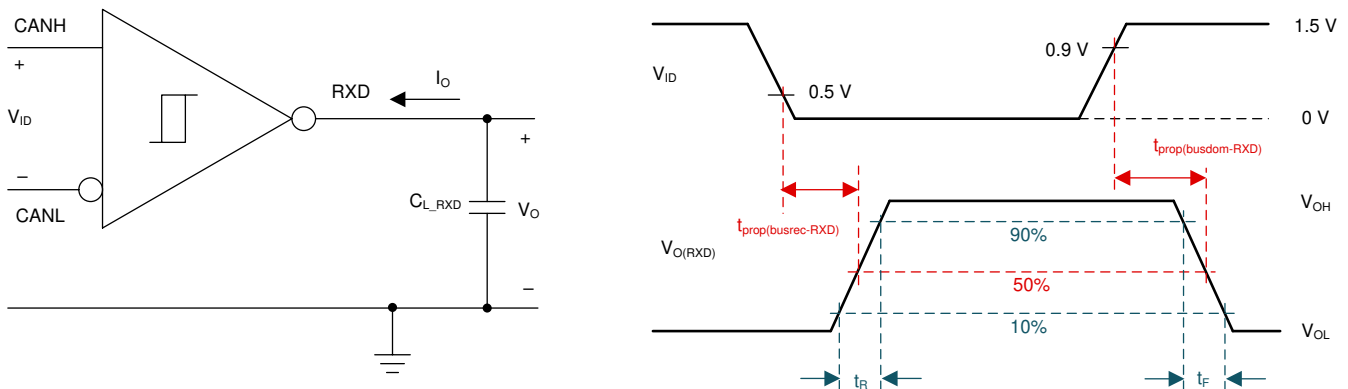 CANH
+
V_ID
–
CANL
RXD
I_O
+
C_L_RXD
V_O
–
V_ID
0.5 V
0.9 V
1.5 V
0 V
t_prop(busrec-RXD)
t_prop(busdom-RXD)
V_O(RXD)
90%
50%
10%
V_OH
V_OL
t_R
t_F